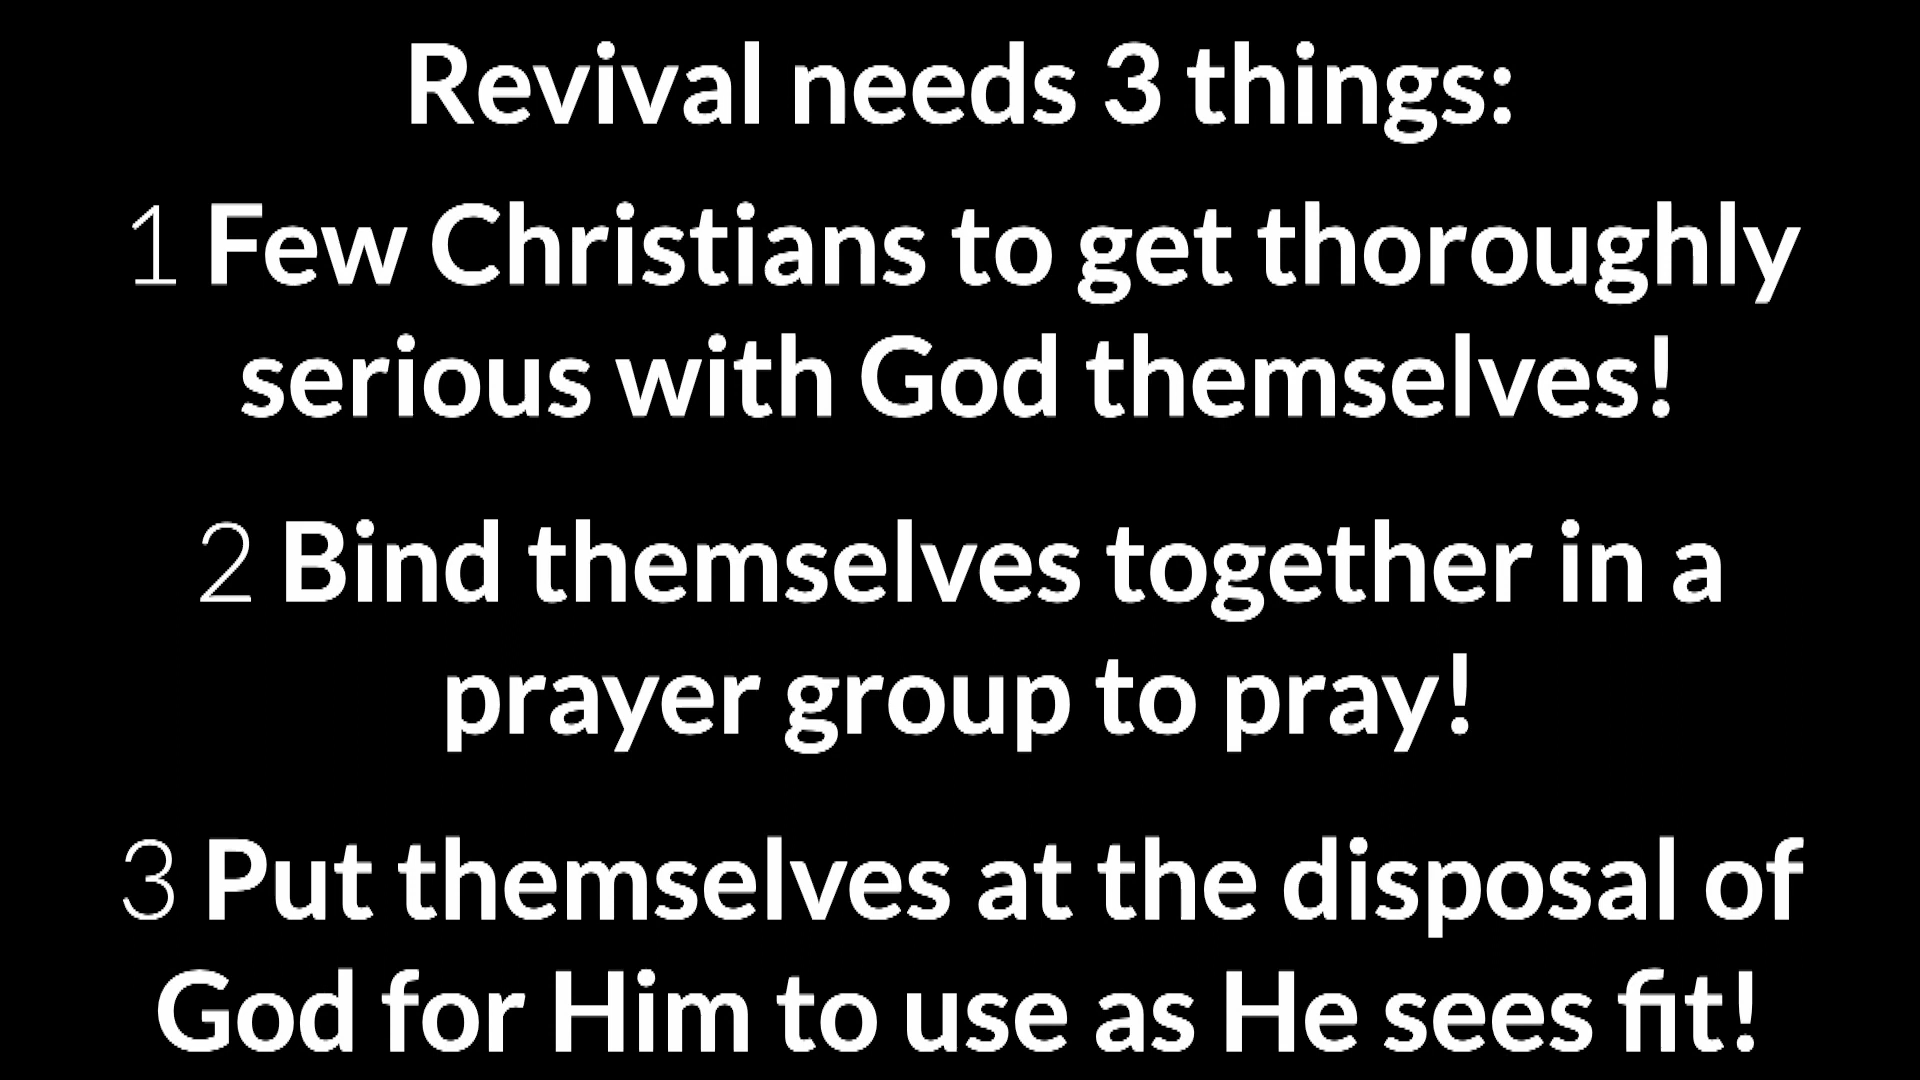 Revival needs 3 things:
1 Few Christians to get thoroughly
serious with God themselves!
2 Bind themselves together in a
prayer group to pray!
3 Put themselves at the disposal of
God for Him to use as He sees fit!